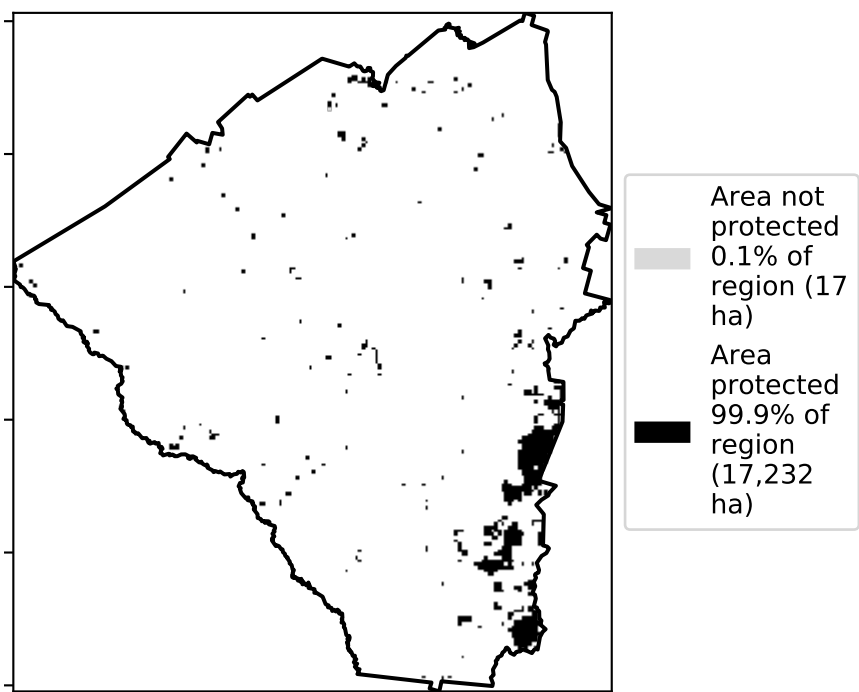 Area not
protected
0.1% of
region (17
ha)
Area
protected
99.9% of
region
(17,232
ha)